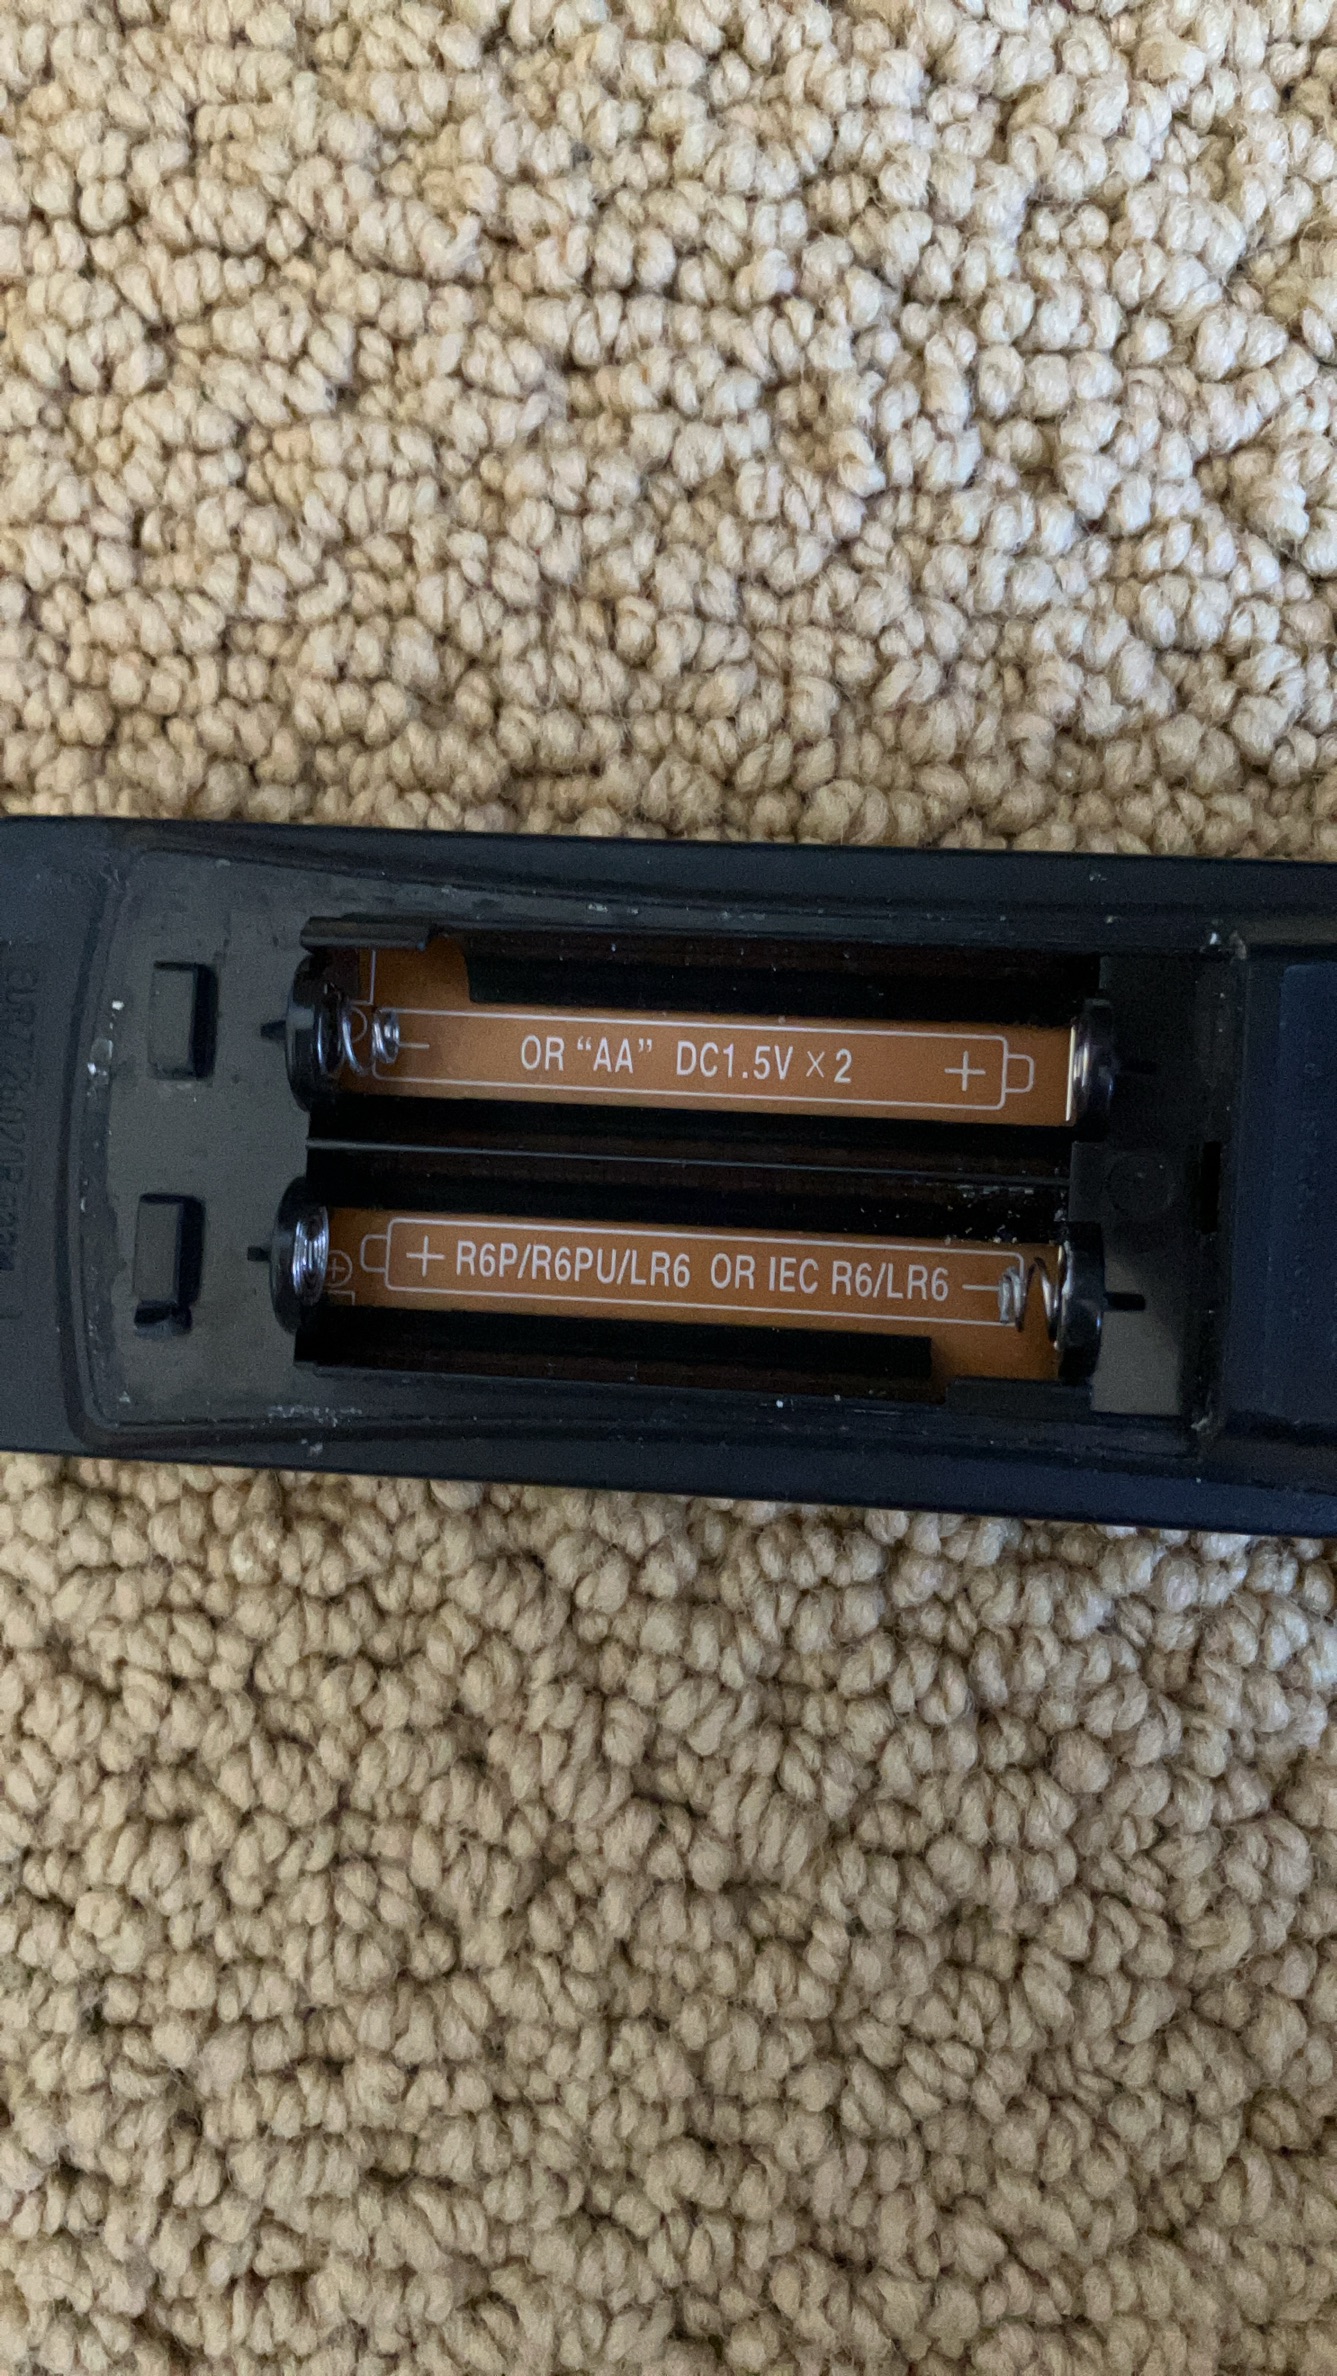 − OR “AA” DC1.5V × 2 +
+ R6P/R6PU/LR6 OR IEC R6/LR6 −